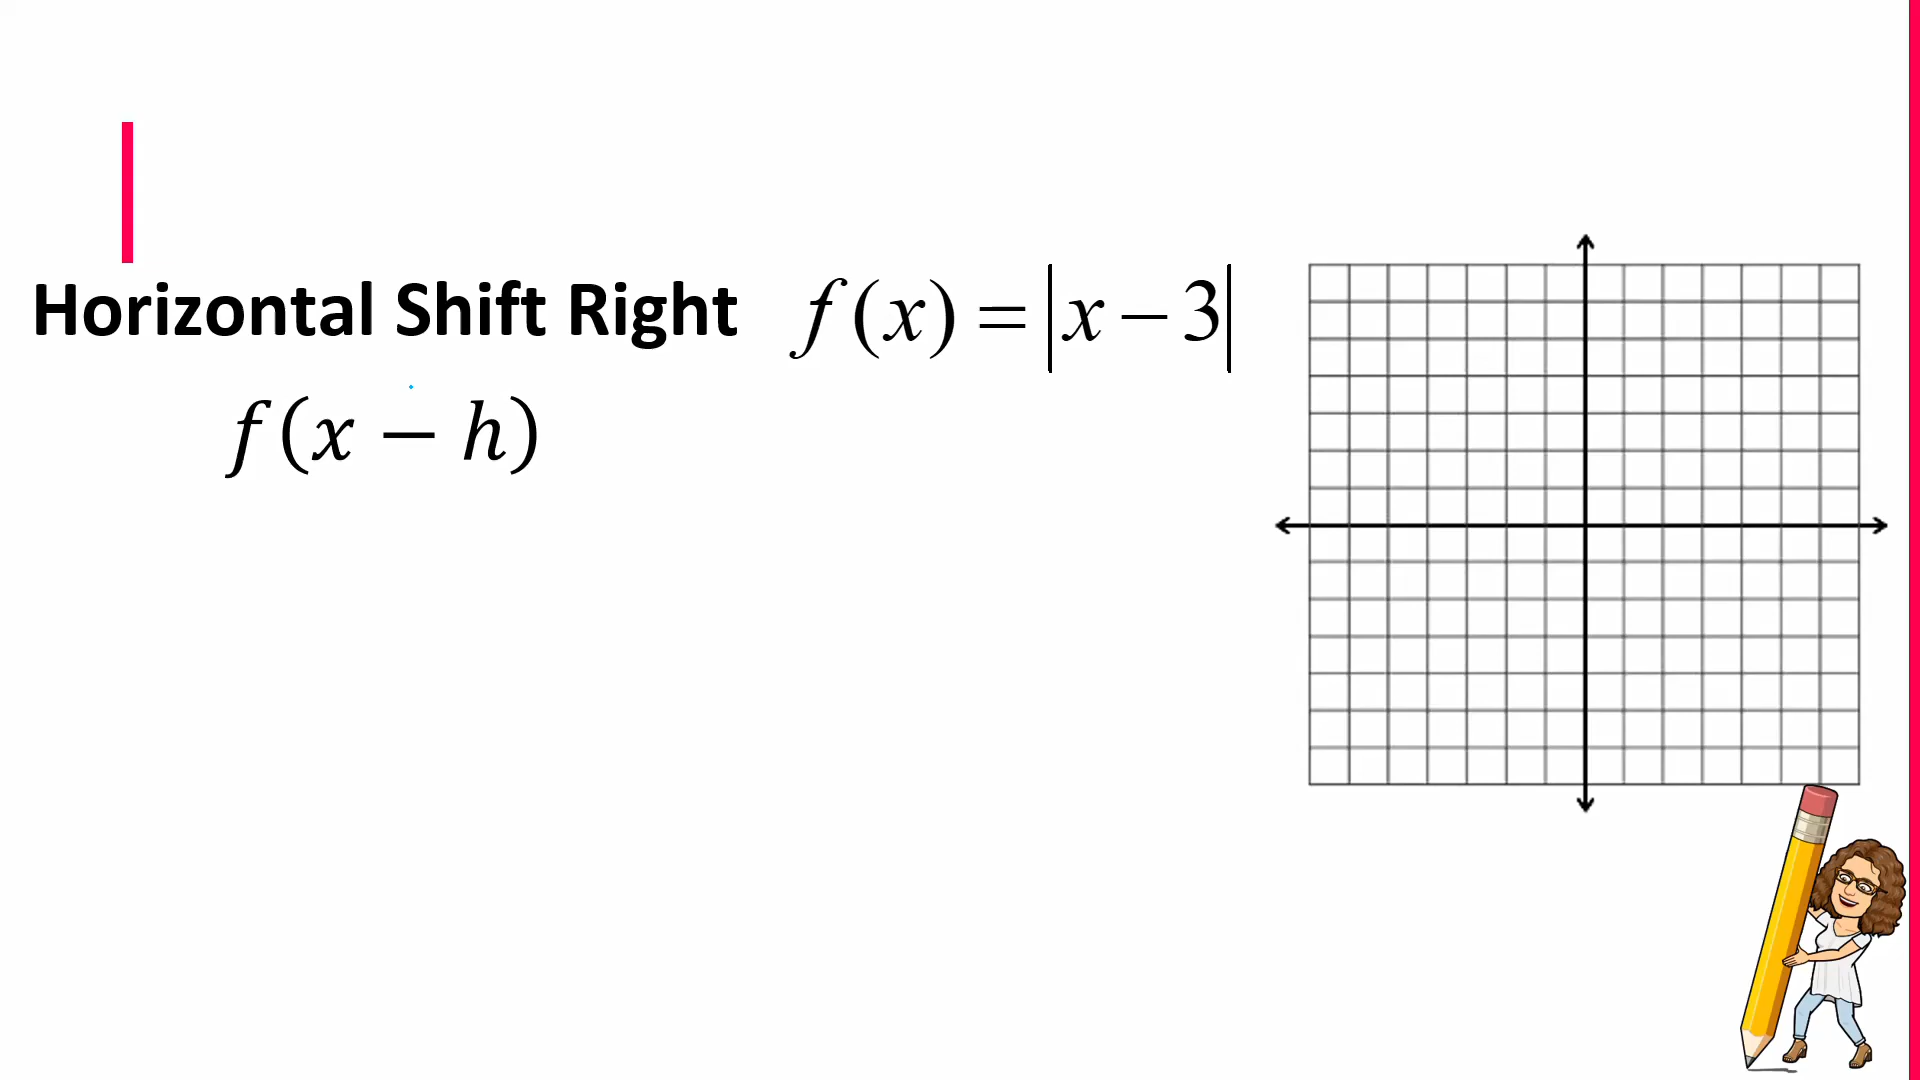 Horizontal Shift Right f(x) = |x − 3|
f(x − h)